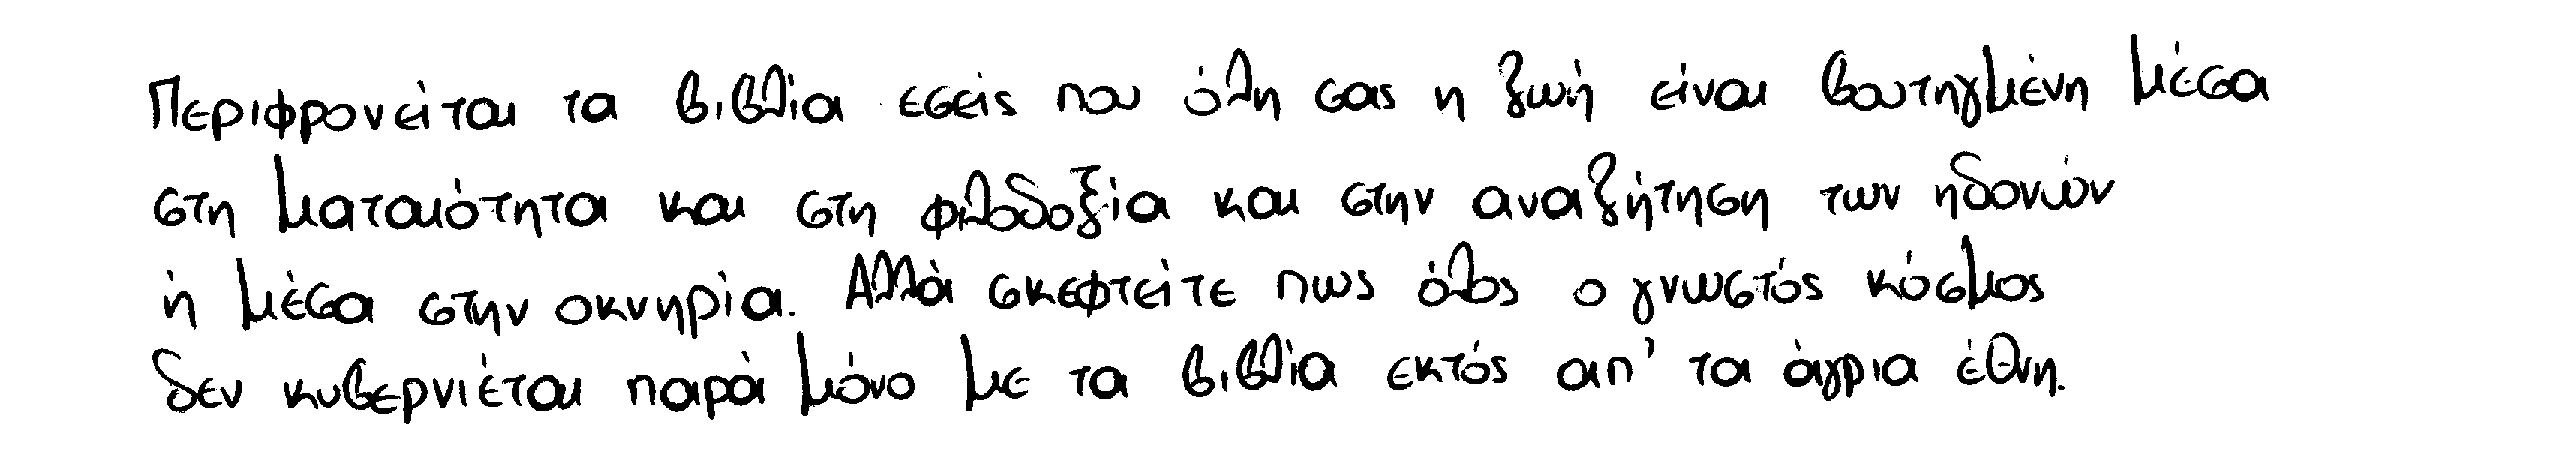 Περιφρονείται τα βιβλία εσείς που όλη σας η ζωή είναι βουτηγμένη μέσα
στη ματαιότητα και στη φιλοδοξία και στην αναζήτηση των ηδονών
ή μέσα στην οκνηρία. Αλλά σκεφτείτε πως όλος ο γνωστός κόσμος
δεν κυβερνιέται παρά μόνο με τα βιβλία εκτός απ' τα άγρια έθνη.